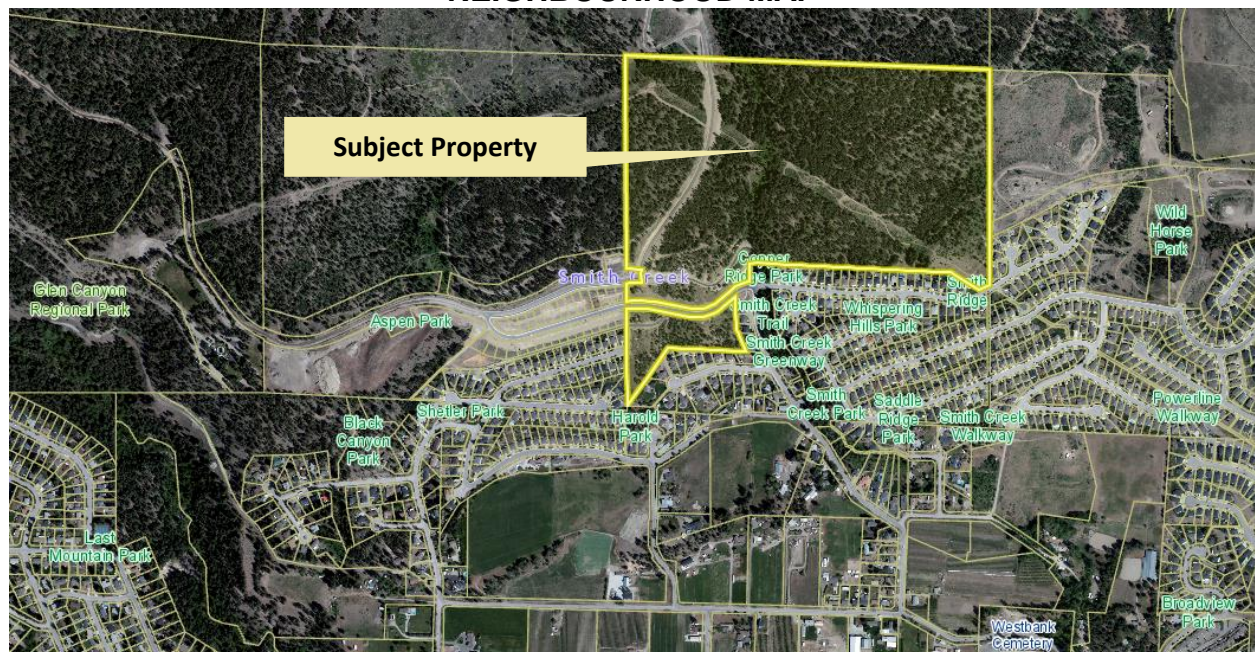 NEIGHBOURHOOD MAP
Subject Property
Wild
Horse
Park
Copper
Ridge Park
Smith Creek
Smith
Ridge
Glen Canyon
Regional Park
Aspen Park
Smith Creek
Trail
Whispering
Hills Park
Smith Creek
Greenway
Shetler Park
Harold
Park
Smith
Creek Park
Saddle
Ridge
Park
Smith Creek
Walkway
Powerline
Walkway
Black
Canyon
Park
Last
Mountain Park
Broadview
Park
Westbank
Cemetery